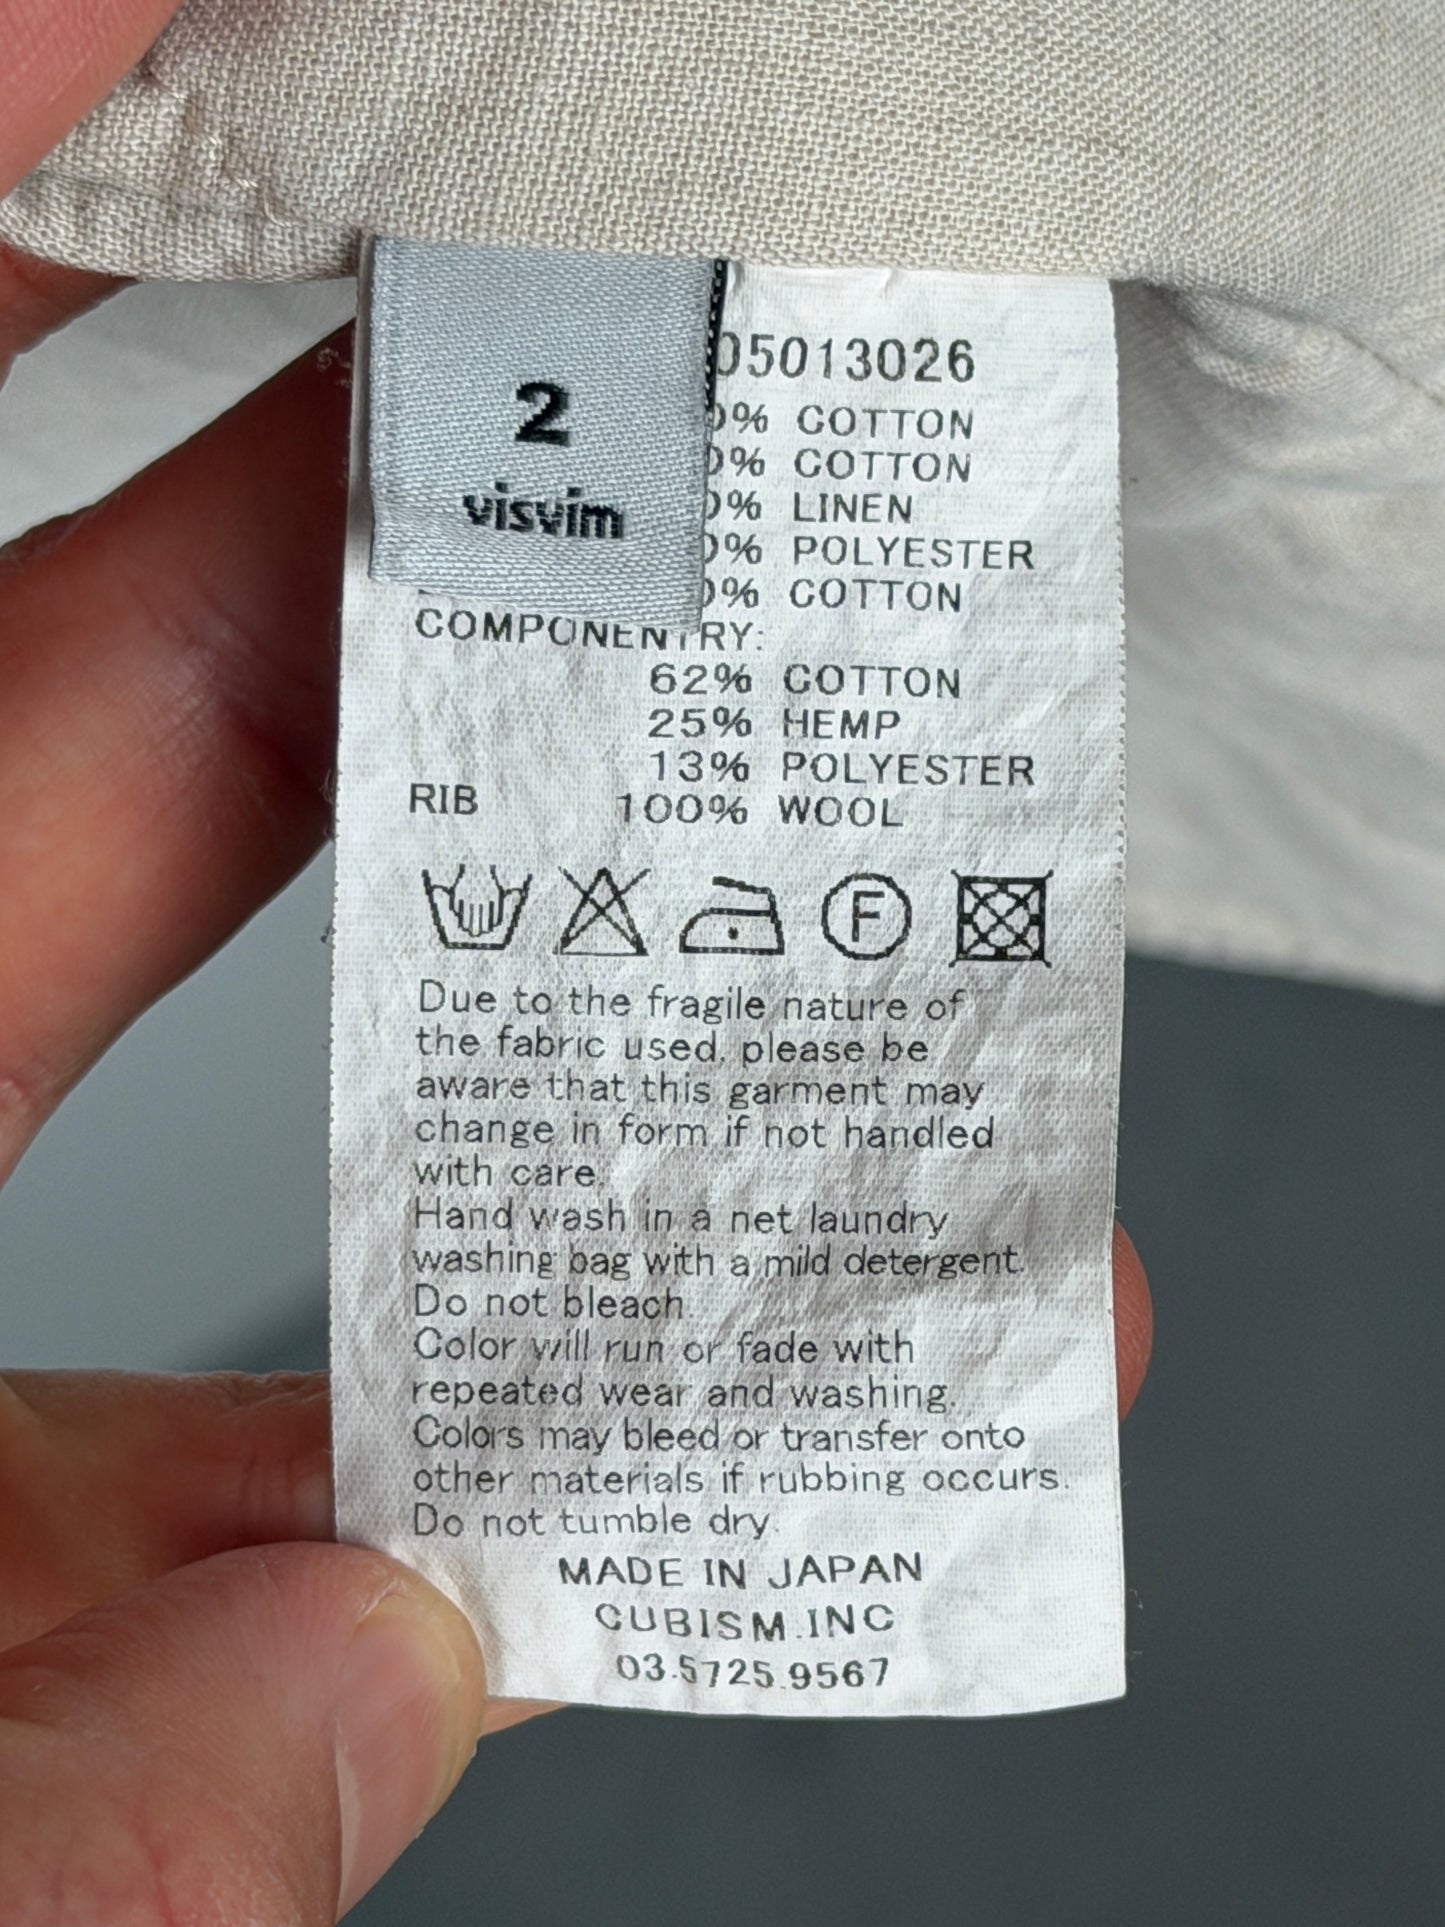 2
visvim
05013026
0% COTTON
0% COTTON
0% LINEN
0% POLYESTER
0% COTTON
COMPONENTRY:
62% COTTON
25% HEMP
13% POLYESTER
RIB 100% WOOL
F
Due to the fragile nature of
the fabric used, please be
aware that this garment may
change in form if not handled
with care.
Hand wash in a net laundry
washing bag with a mild detergent.
Do not bleach.
Color will run or fade with
repeated wear and washing.
Colors may bleed or transfer onto
other materials if rubbing occurs.
Do not tumble dry.
MADE IN JAPAN
CUBISM.INC
03.5725.9567